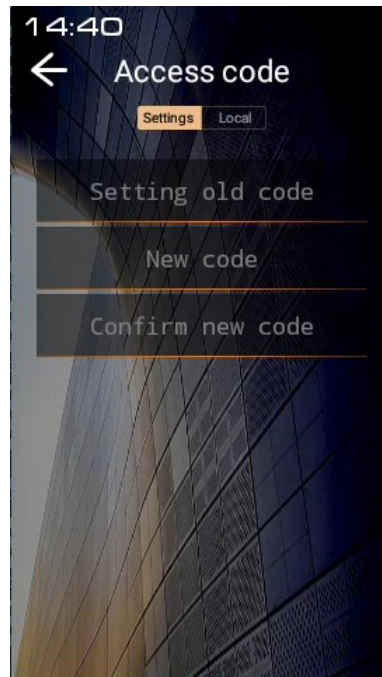 14:40
Access code
Settings Local
Setting old code
New code
Confirm new code